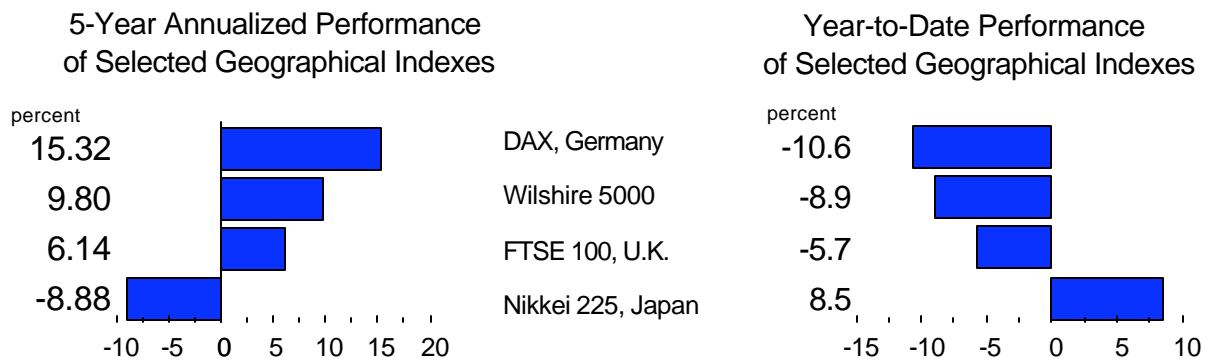 5-Year Annualized Performance
of Selected Geographical Indexes
percent
15.32
9.80
6.14
-8.88
-10 -5 0 5 10 15 20
DAX, Germany
Wilshire 5000
FTSE 100, U.K.
Nikkei 225, Japan
Year-to-Date Performance
of Selected Geographical Indexes
percent
-10.6
-8.9
-5.7
8.5
-15 -10 -5 0 5 10